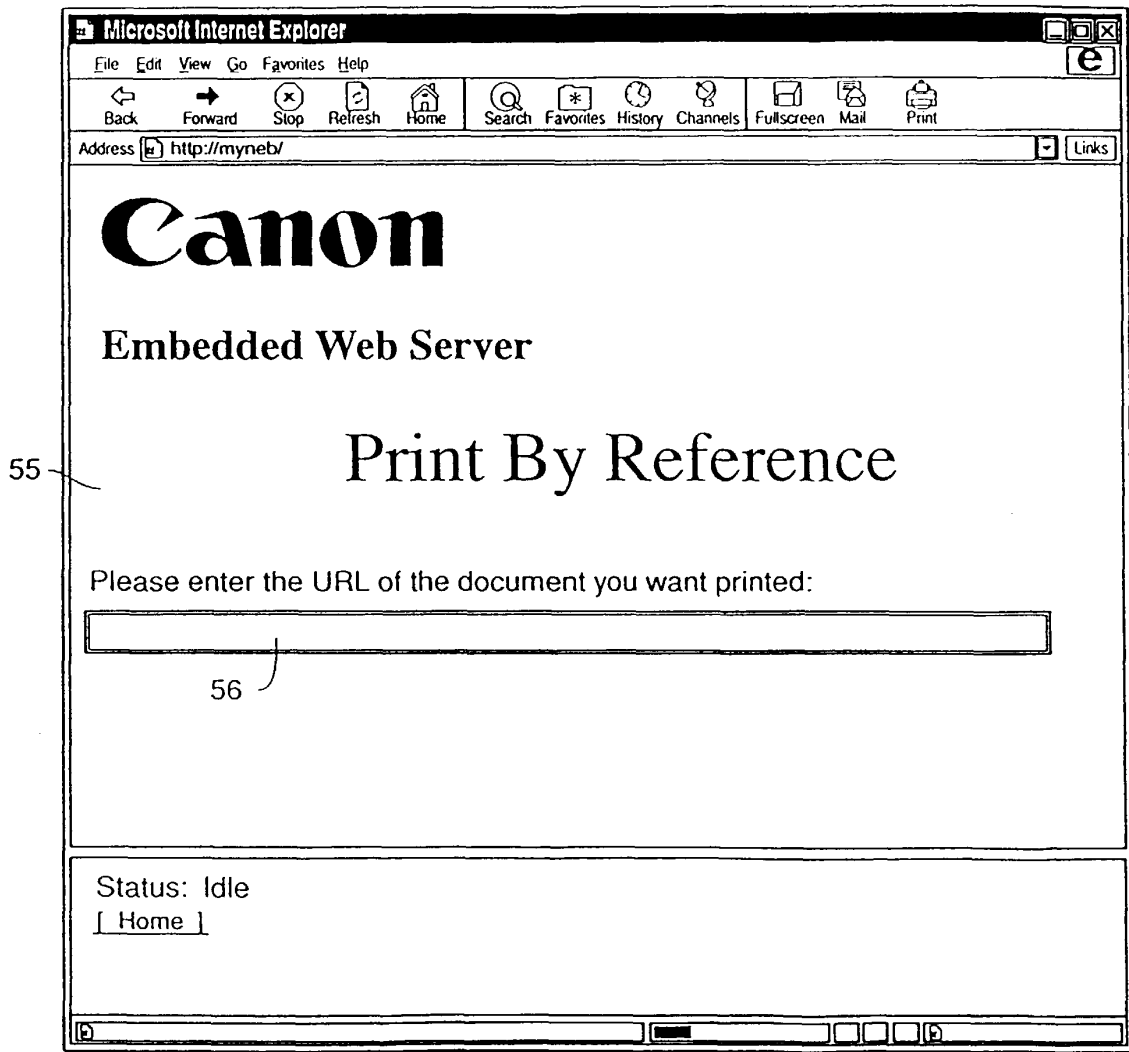 Microsoft Internet Explorer
File Edit View Go Favorites Help
e
Back Forward Stop Refresh Home Search Favorites History Channels Fullscreen Mail Print
Address http://myneb/ Links
Canon
Embedded Web Server
Print By Reference
55
Please enter the URL of the document you want printed:
56
Status: Idle
[ Home ]